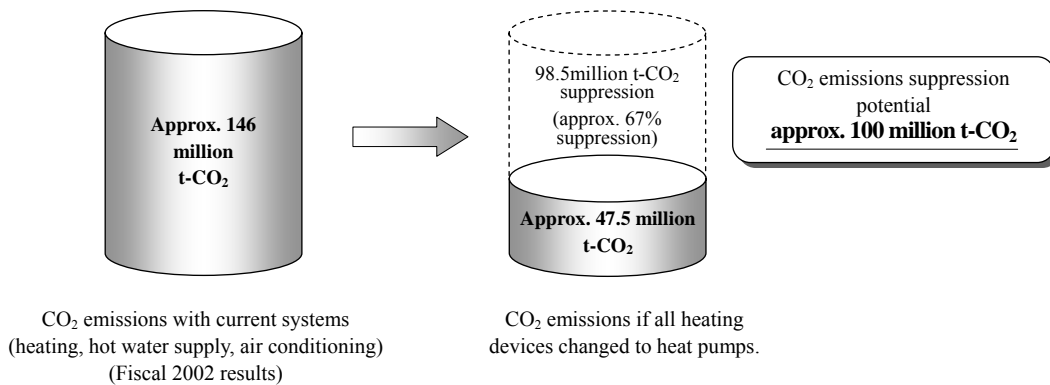 Approx. 146
million
t-CO₂
98.5million t-CO₂
suppression
(approx. 67%
suppression)
Approx. 47.5 million
t-CO₂
CO₂ emissions suppression
potential
approx. 100 million t-CO₂
CO₂ emissions with current systems
(heating, hot water supply, air conditioning)
(Fiscal 2002 results)
CO₂ emissions if all heating
devices changed to heat pumps.